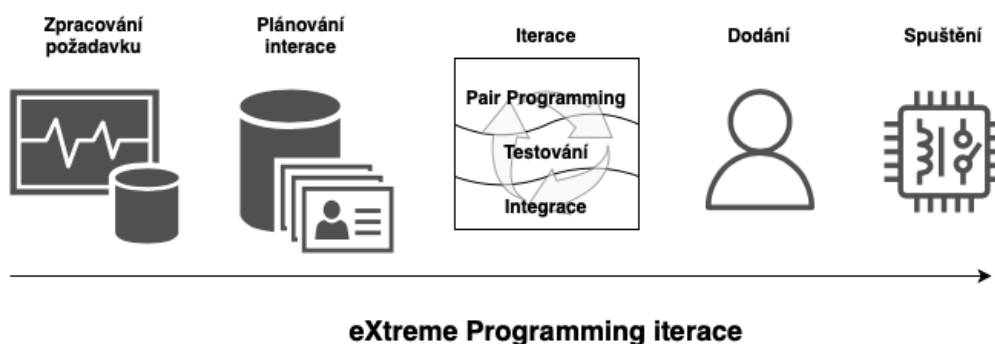 Zpracování
požadavku
Plánování
interace
Iterace
Pair Programming
Testování
Integrace
Dodání
Spuštění
eXtreme Programming iterace